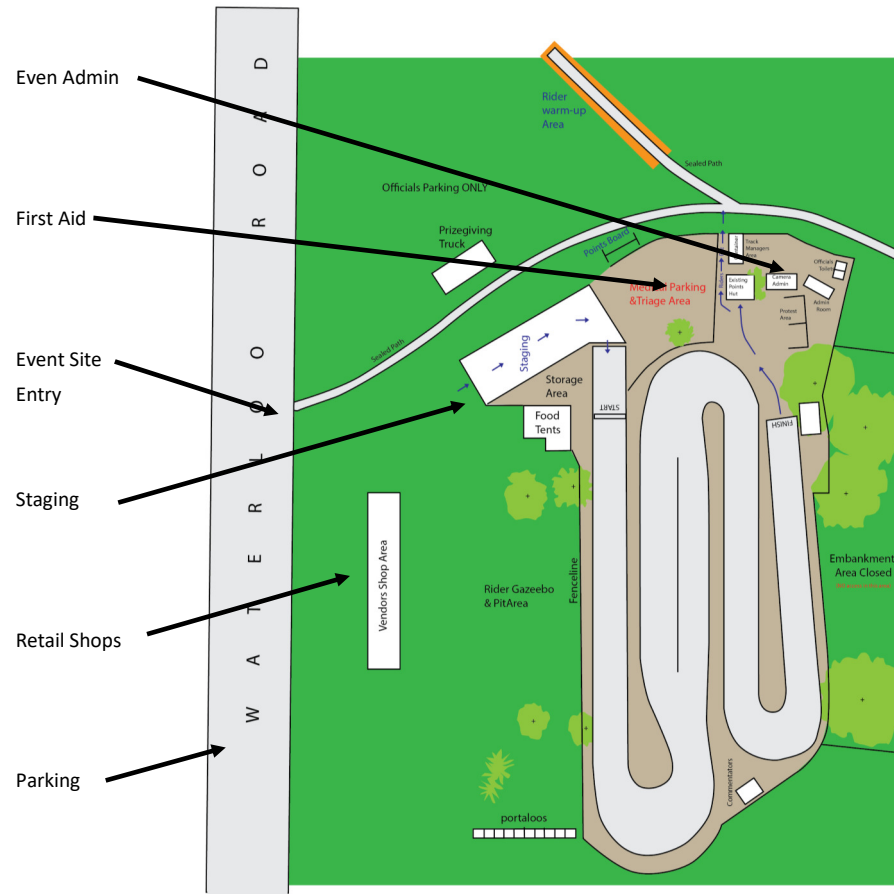 Even Admin
First Aid
Event Site
Entry
Staging
Retail Shops
Parking
WATERLOO ROAD
Rider
warm-up
Area
Sealed Path
Officials Parking ONLY
Prizegiving
Truck
Points Board
Medical Parking
&Triage Area
Track
Managers
Area
Existing
Points
Hut
Camera
Admin
Officials
Toilets
Admin
Room
Protest
Area
Sealed Path
Staging
Storage
Area
START
Food
Tents
FINISH
Vendors Shop Area
Rider Gazeebo
& PitArea
Fenceline
Embankment
Area Closed
Commentators
portaloos